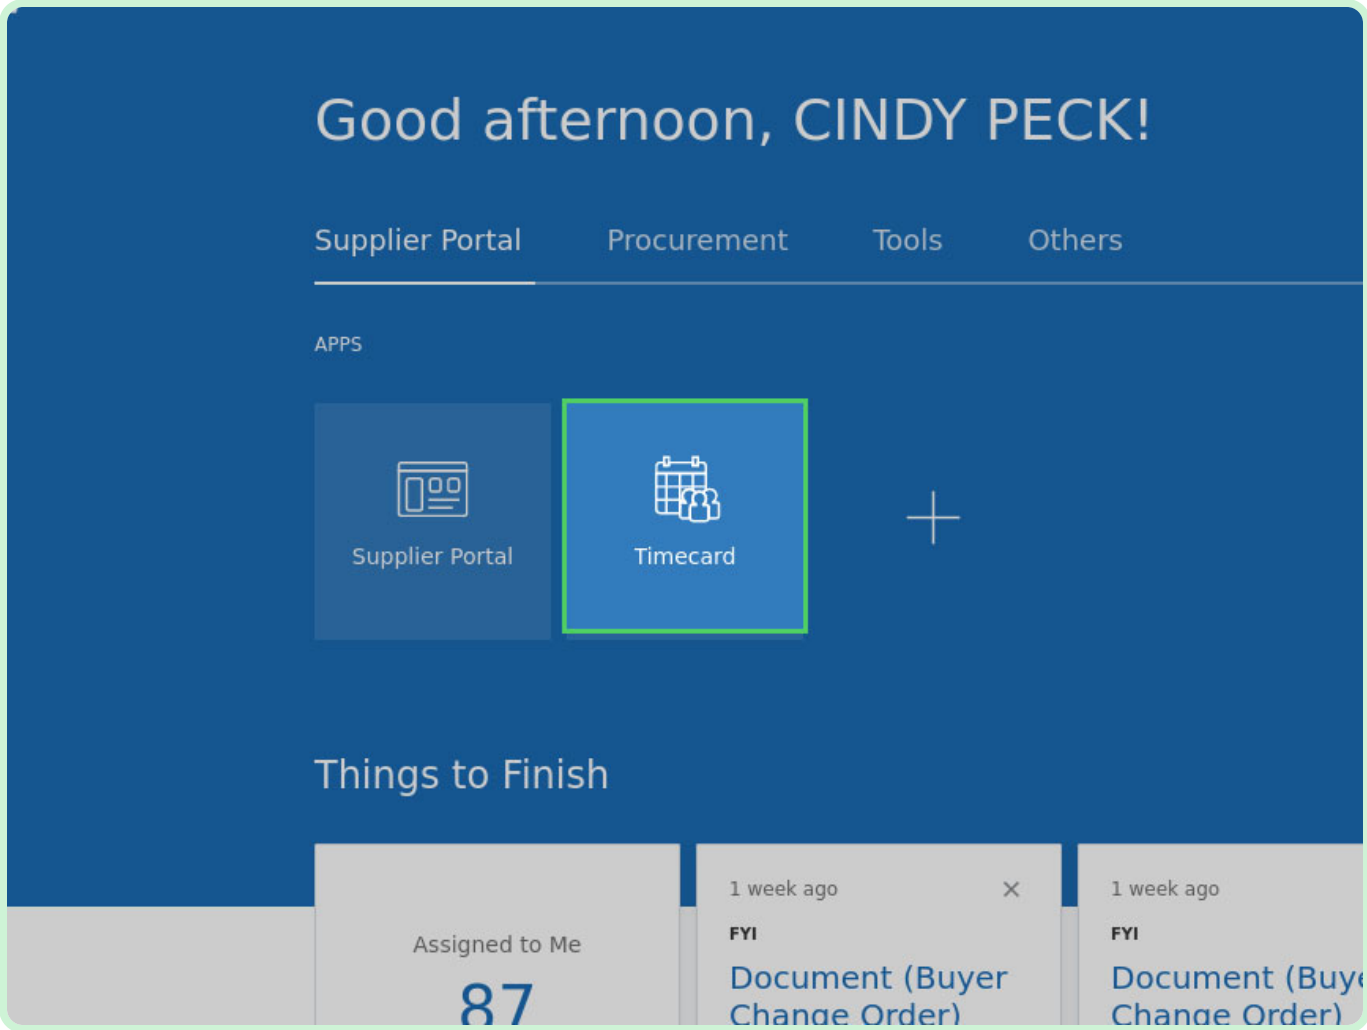 Good afternoon, CINDY PECK!
Supplier Portal Procurement Tools Others
APPS
Supplier Portal Timecard
Things to Finish
Assigned to Me
87
1 week ago
FYI
Document (Buyer
Change Order)
1 week ago
FYI
Document (Buye
Change Order)